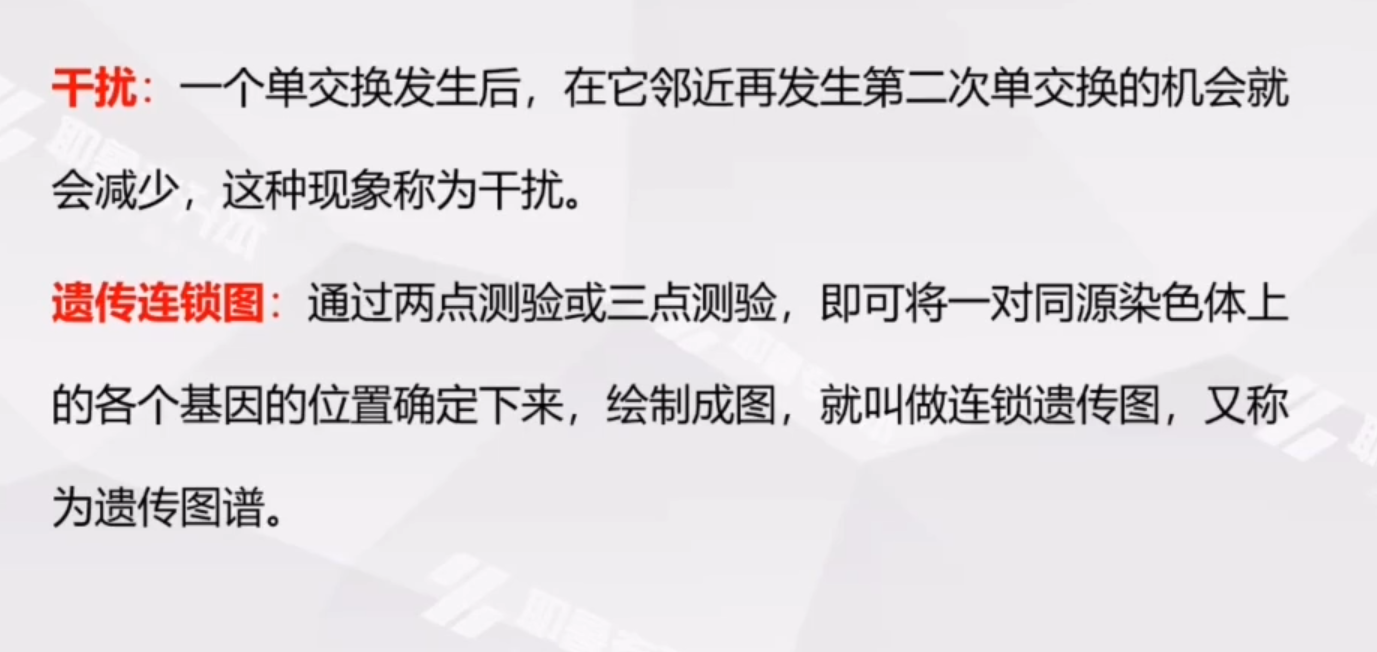 干扰：一个单交换发生后，在它邻近再发生第二次单交换的机会就
会减少，这种现象称为干扰。
遗传连锁图：通过两点测验或三点测验，即可将一对同源染色体上
的各个基因的位置确定下来，绘制成图，就叫做连锁遗传图，又称
为遗传图谱。